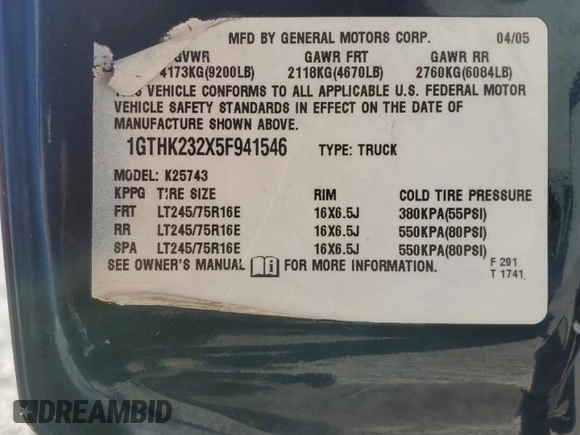 MFD BY GENERAL MOTORS CORP. 04/05
GVWR GAWR FRT GAWR RR
4173KG(9200LB) 2118KG(4670LB) 2760KG(6084LB)
THIS VEHICLE CONFORMS TO ALL APPLICABLE U.S. FEDERAL MOTOR
VEHICLE SAFETY STANDARDS IN EFFECT ON THE DATE OF
MANUFACTURE SHOWN ABOVE.
1GTHK232X5F941546 TYPE: TRUCK
MODEL: K25743
KPPG TIRE SIZE RIM COLD TIRE PRESSURE
FRT LT245/75R16E 16X6.5J 380KPA(55PSI)
RR LT245/75R16E 16X6.5J 550KPA(80PSI)
SPA LT245/75R16E 16X6.5J 550KPA(80PSI)
SEE OWNER'S MANUAL FOR MORE INFORMATION.
F 291
T 1741
DREAMBID